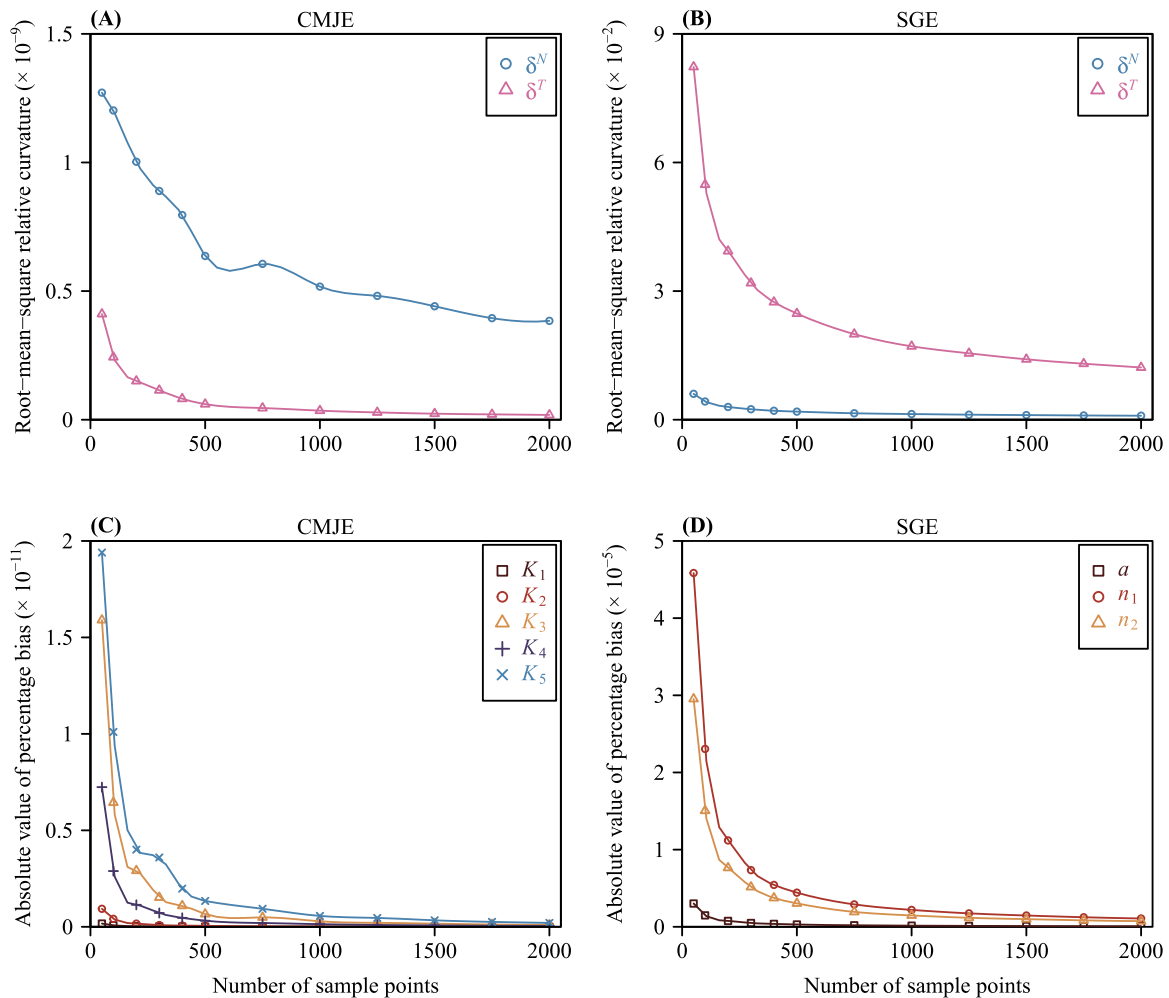 (A) CMJE
Root−mean−square relative curvature (× 10⁻⁹)
1.5
1
0.5
0
0 500 1000 1500 2000
δᴺ
δᵀ
(B) SGE
Root−mean−square relative curvature (× 10⁻²)
9
6
3
0
0 500 1000 1500 2000
δᴺ
δᵀ
(C) CMJE
Absolute value of percentage bias (× 10⁻¹¹)
2
1.5
1
0.5
0
0 500 1000 1500 2000
Number of sample points
K₁
K₂
K₃
K₄
K₅
(D) SGE
Absolute value of percentage bias (× 10⁻⁵)
5
4
3
2
1
0
0 500 1000 1500 2000
Number of sample points
a
n₁
n₂